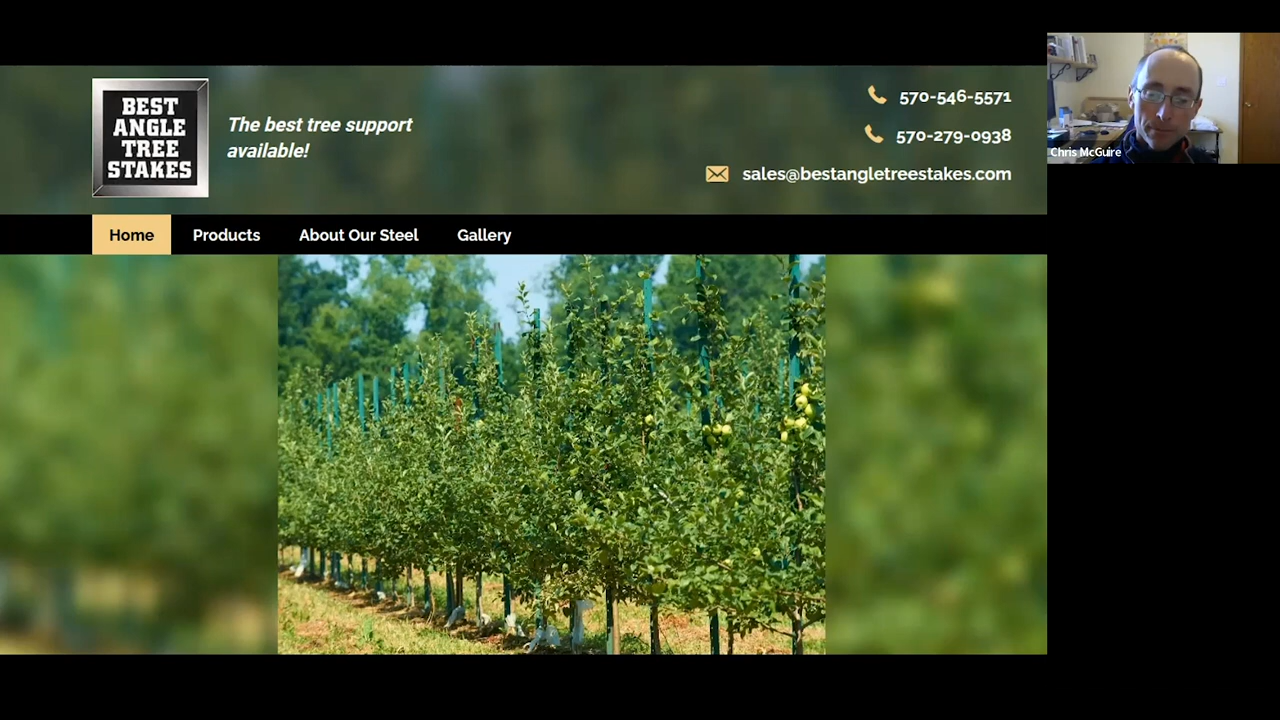 BEST
ANGLE
TREE
STAKES
The best tree support
available!
570-546-5571
570-279-0938
sales@bestangletreestakes.com
Home
Products
About Our Steel
Gallery
Chris McGuire